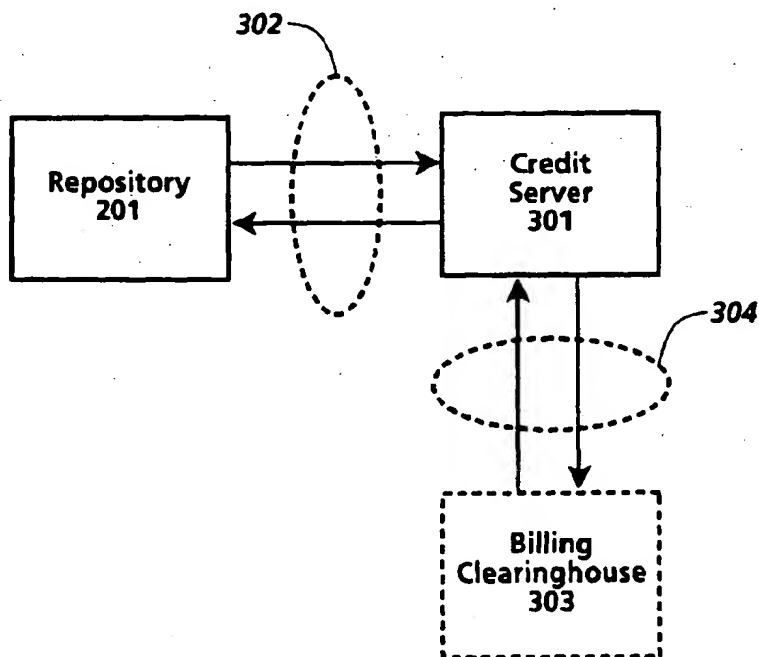 302
Repository
201
Credit
Server
301
304
Billing
Clearinghouse
303